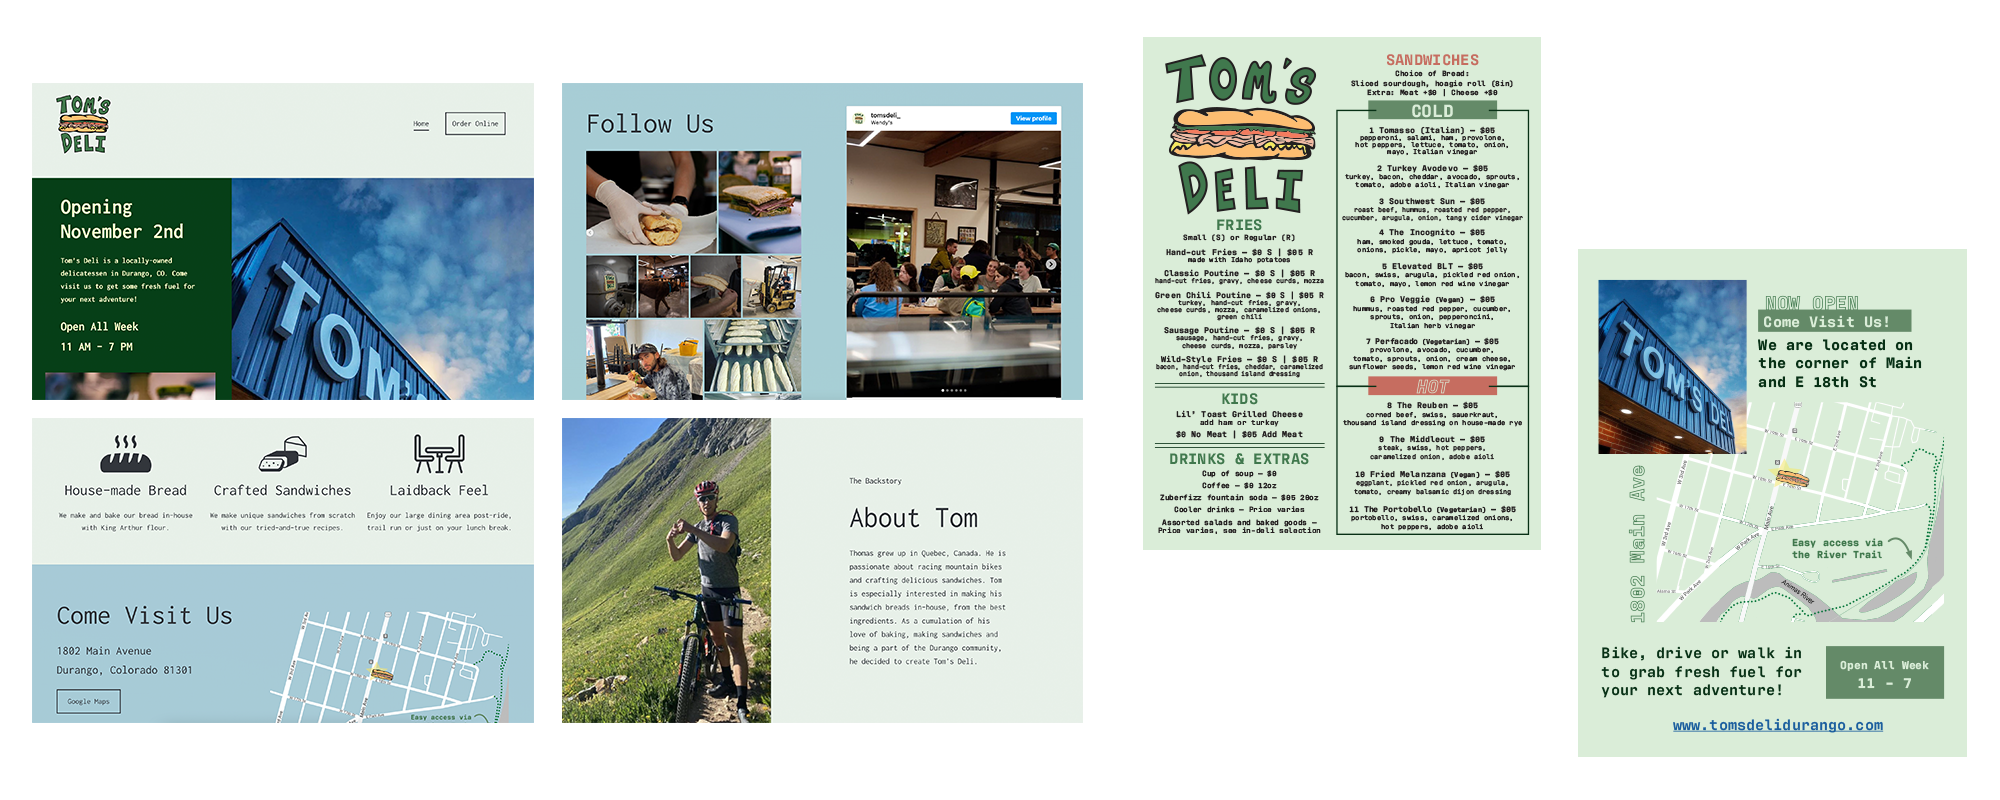 TOM'S
DELI
Home
Order Online
Opening
November 2nd
Tom's Deli is a locally-owned
delicatessen in Durango, CO. Come
visit us to get some fresh fuel for
your next adventure!
Open All Week
11 AM – 7 PM
TOM'
House-made Bread
We make and bake our bread in-house
with King Arthur flour.
Crafted Sandwiches
We make unique sandwiches from scratch
with our tried-and-true recipes.
Laidback Feel
Enjoy our large dining area post-ride,
trail run or just on your lunch break.
Come Visit Us
1802 Main Avenue
Durango, Colorado 81301
Google Maps
Easy access via
Follow Us
tomsdeli_
Wendy's
View profile
The Backstory
About Tom
Thomas grew up in Quebec, Canada. He is
passionate about racing mountain bikes
and crafting delicious sandwiches. Tom
is especially interested in making his
sandwich breads in-house, from the best
ingredients. As a cumulation of his
love of baking, making sandwiches and
being a part of the Durango community,
he decided to create Tom's Deli.
TOM'S
DELI
FRIES
Small (S) or Regular (R)
Hand-cut Fries – $0 S | $05 R
made with Idaho potatoes
Classic Poutine – $0 S | $05 R
hand-cut fries, gravy, cheese curds, mozza
Green Chili Poutine – $0 S | $05 R
turkey, hand-cut fries, gravy,
cheese curds, mozza, caramelized onions,
green chili
Sausage Poutine – $0 S | $05 R
sausage, hand-cut fries, gravy,
cheese curds, mozza, parsley
Wild-Style Fries – $0 S | $05 R
bacon, hand-cut fries, cheddar, caramelized
onion, thousand island dressing
KIDS
Lil' Toast Grilled Cheese
add ham or turkey
$0 No Meat | $05 Add Meat
DRINKS & EXTRAS
Cup of soup – $0
Coffee – $0 12oz
Zuberfizz fountain soda – $05 20oz
Cooler drinks – Price varies
Assorted salads and baked goods –
Price varies, see in-deli selection
SANDWICHES
Choice of Bread:
Sliced sourdough, hoagie roll (8in)
Extra: Meat +$0 | Cheese +$0
COLD
1 Tomasso (Italian) – $05
pepperoni, salami, ham, provolone,
hot peppers, lettuce, tomato, onion,
mayo, Italian vinegar
2 Turkey Avodevo – $05
turkey, bacon, cheddar, avocado, sprouts,
tomato, adobe aioli, Italian vinegar
3 Southwest Sun – $05
roast beef, hummus, roasted red pepper,
cucumber, arugula, onion, tangy cider vinegar
4 The Incognito – $05
ham, smoked gouda, lettuce, tomato,
onions, pickle, mayo, apricot jelly
5 Elevated BLT – $05
bacon, swiss, arugula, pickled red onion,
tomato, mayo, lemon red wine vinegar
6 Pro Veggie (Vegan) – $05
hummus, roasted red pepper, cucumber,
sprouts, onion, pepperoncini,
Italian herb vinegar
7 Perfacado (Vegetarian) – $05
provolone, avocado, cucumber,
tomato, sprouts, onion, cream cheese,
sunflower seeds, lemon red wine vinegar
HOT
8 The Reuben – $05
corned beef, swiss, sauerkraut,
thousand island dressing on house-made rye
9 The Middlecut – $05
steak, swiss, hot peppers,
caramelized onion, adobe aioli
10 Fried Melanzana (Vegan) – $05
eggplant, pickled red onion, arugula,
tomato, creamy balsamic dijon dressing
11 The Portobello (Vegetarian) – $05
portobello, swiss, caramelized onions,
hot peppers, adobe aioli
TOM'S DEL
NOW OPEN
Come Visit Us!
We are located on
the corner of Main
and E 18th St
1802 Main Ave
Main Ave
W Park Ave
Easy access via
the River Trail
Animas River
Bike, drive or walk in
to grab fresh fuel for
your next adventure!
Open All Week
11 – 7
www.tomsdelidurango.com